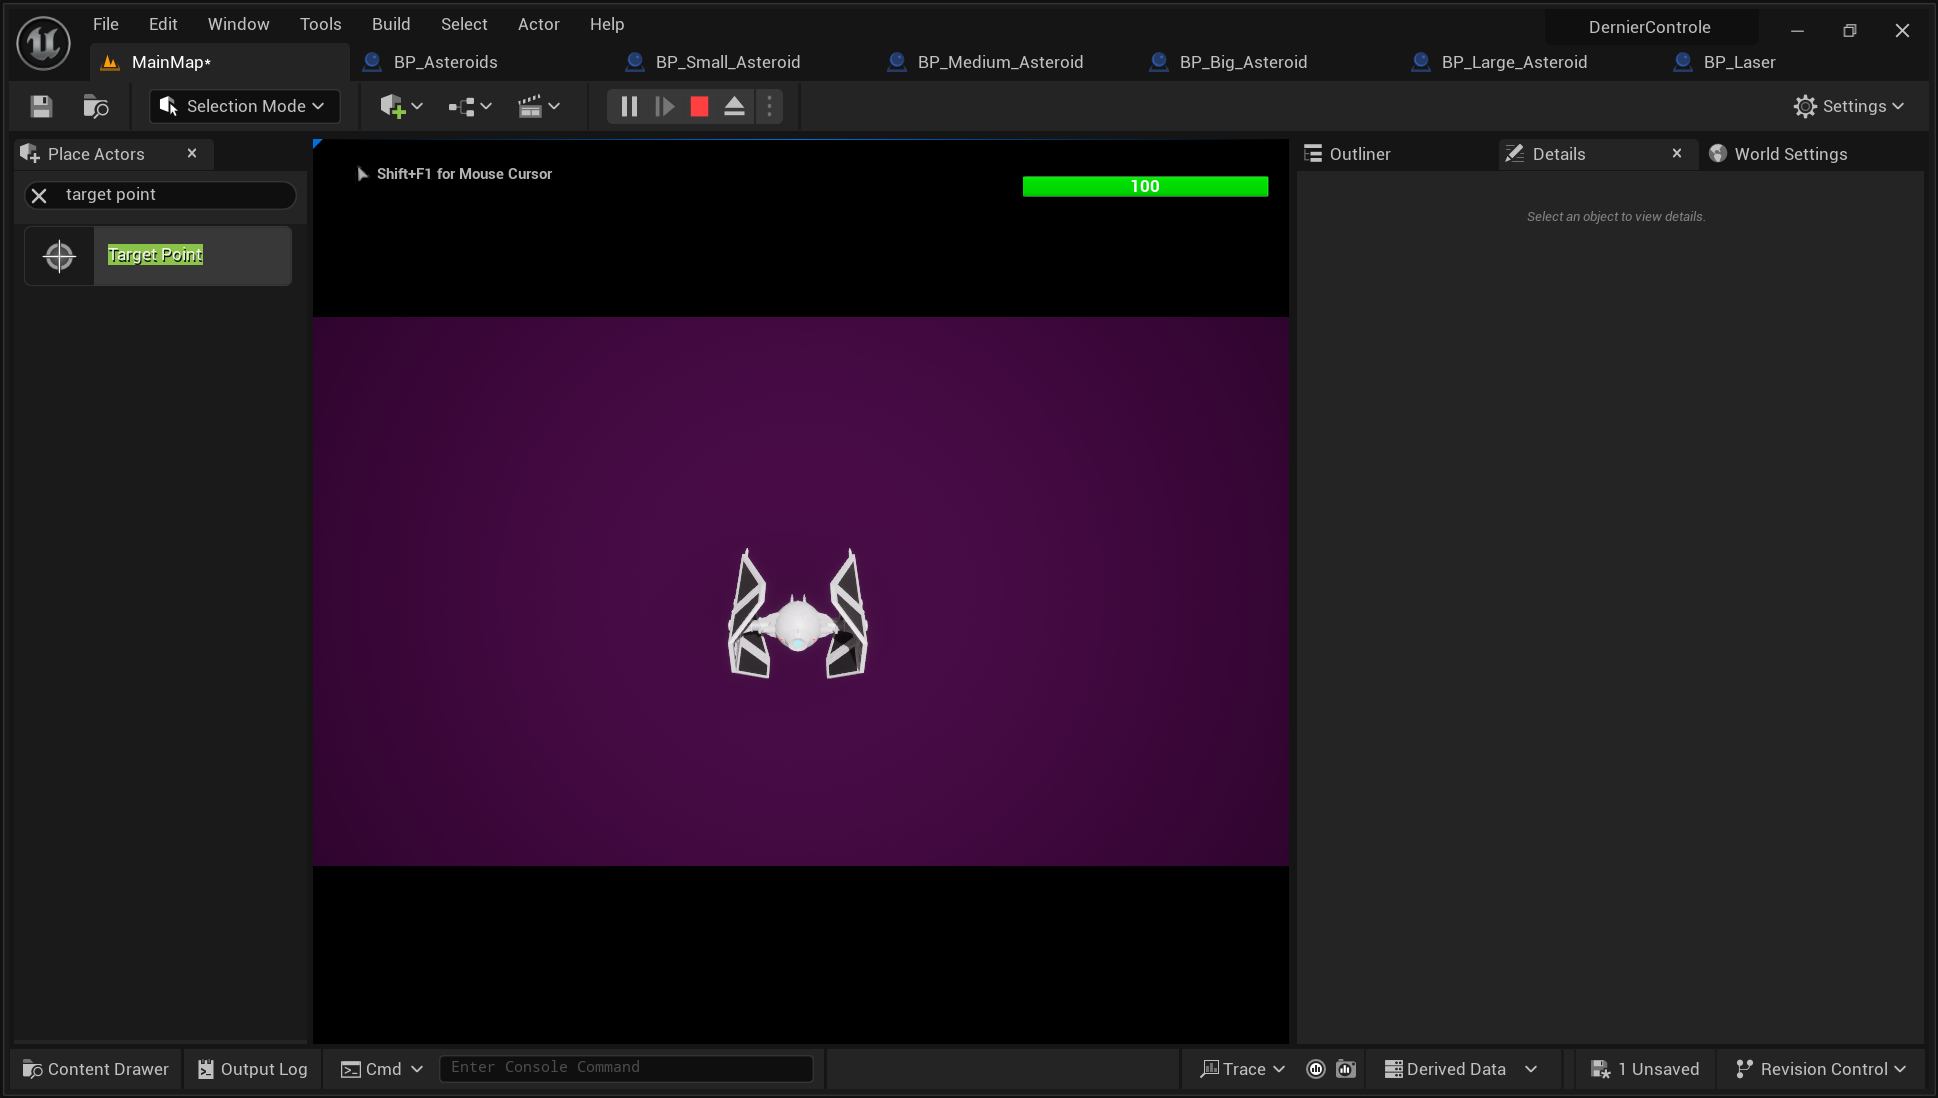 File Edit Window Tools Build Select Actor Help
DernierControle
MainMap*
BP_Asteroids
BP_Small_Asteroid
BP_Medium_Asteroid
BP_Big_Asteroid
BP_Large_Asteroid
BP_Laser
Selection Mode
Settings
Place Actors
target point
Target Point
Shift+F1 for Mouse Cursor
100
Outliner
Details
World Settings
Select an object to view details.
Content Drawer
Output Log
Cmd
Enter Console Command
Trace
Derived Data
1 Unsaved
Revision Control